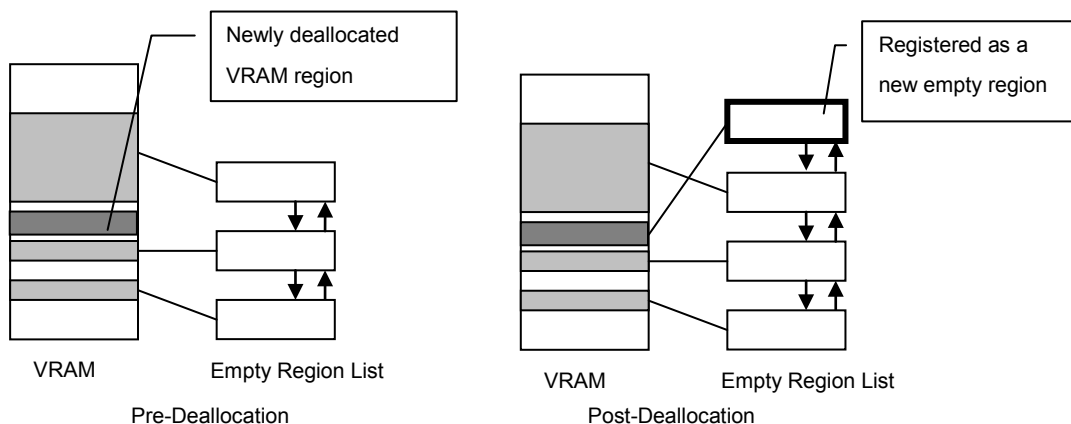 Newly deallocated
VRAM region
Registered as a
new empty region
VRAM
Empty Region List
Pre-Deallocation
VRAM
Empty Region List
Post-Deallocation